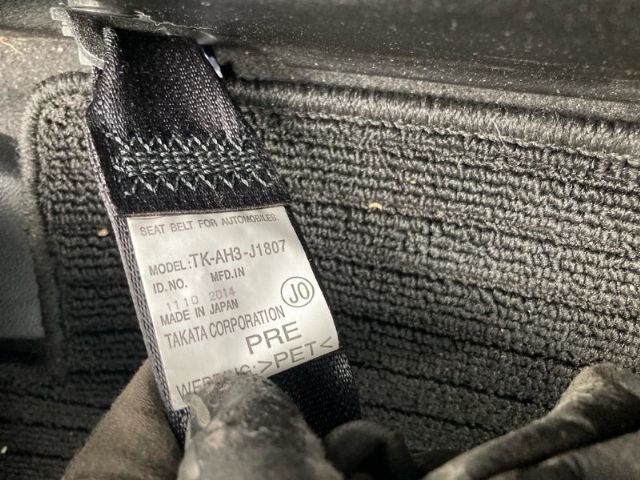 SEAT BELT FOR AUTOMOBILES.
MODEL:TK-AH3-J1807
ID.NO. MFD.IN
1110 2014
MADE IN JAPAN
TAKATA CORPORATION JO
PRE
WEBBING:>PET<